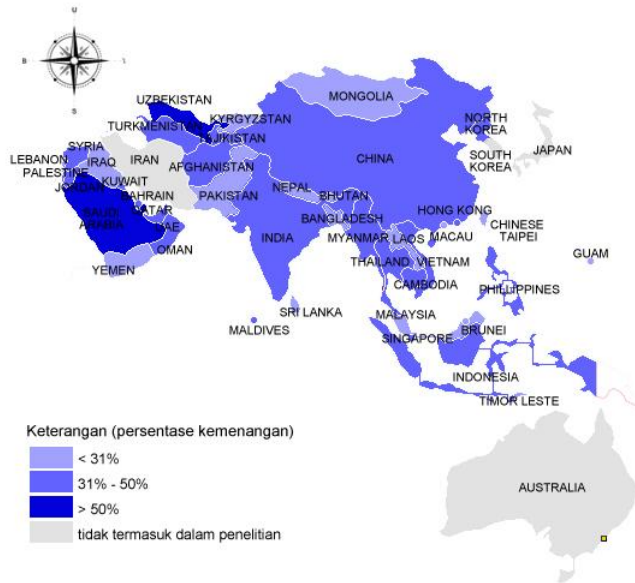 U
B
T
S
UZBEKISTAN
MONGOLIA
KYRGYZSTAN
TURKMENISTAN
TAJIKISTAN
NORTH
KOREA
SYRIA
LEBANON
PALESTINE
IRAQ
IRAN
AFGHANISTAN
CHINA
SOUTH
KOREA
JAPAN
JORDAN
KUWAIT
BAHRAIN
PAKISTAN
NEPAL
BHUTAN
SAUDI
ARABIA
QATAR
UAE
BANGLADESH
HONG KONG
OMAN
INDIA
MYANMAR
LAOS
MACAU
CHINESE
TAIPEI
YEMEN
THAILAND
VIETNAM
GUAM
CAMBODIA
PHILIPPINES
SRI LANKA
MALAYSIA
MALDIVES
SINGAPORE
BRUNEI
INDONESIA
TIMOR LESTE
Keterangan (persentase kemenangan)
< 31%
31% - 50%
> 50%
tidak termasuk dalam penelitian
AUSTRALIA